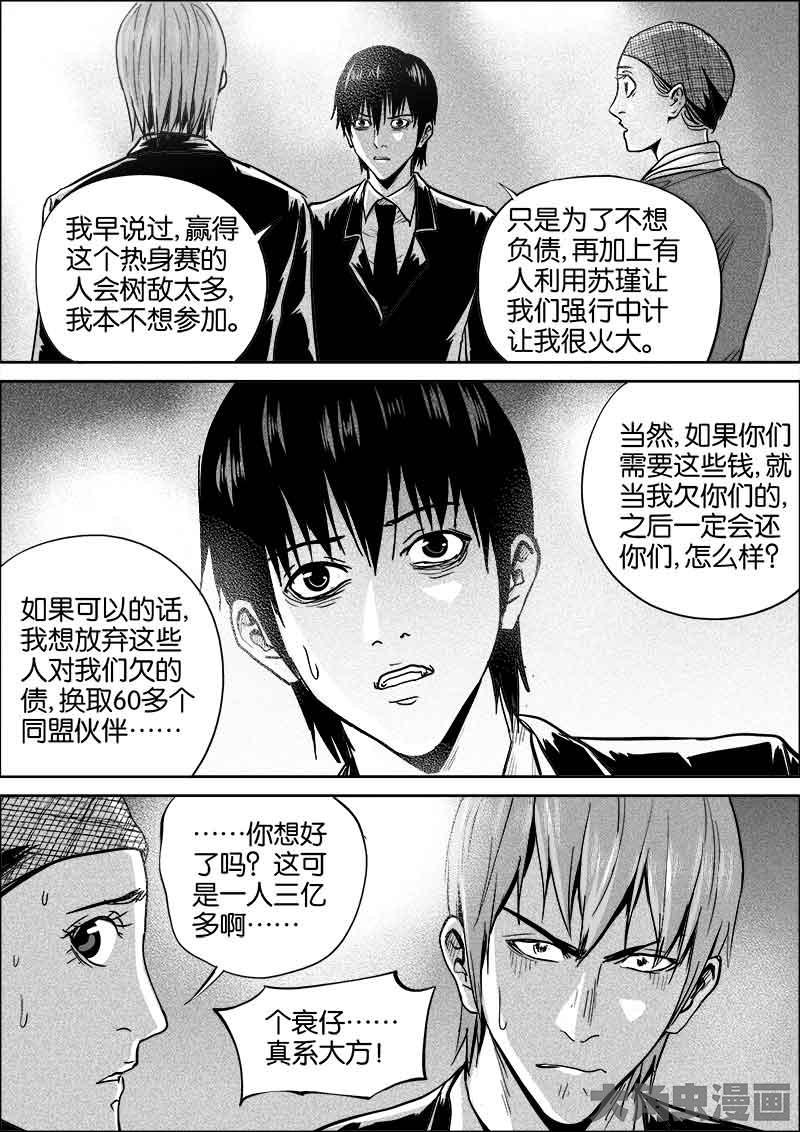 我早说过,赢得
这个热身赛的
人会树敌太多,
我本不想参加。
只是为了不想
负债,再加上有
人利用苏瑾让
我们强行中计
让我很火大。
如果可以的话,
我想放弃这些
人对我们欠的
债,换取60多个
同盟伙伴……
当然,如果你们
需要这些钱,就
当我欠你们的,
之后一定会还
你们,怎么样?
……你想好
了吗?这可
是一人三亿
多啊……
个衰仔……
真系大方!
大角虫漫画